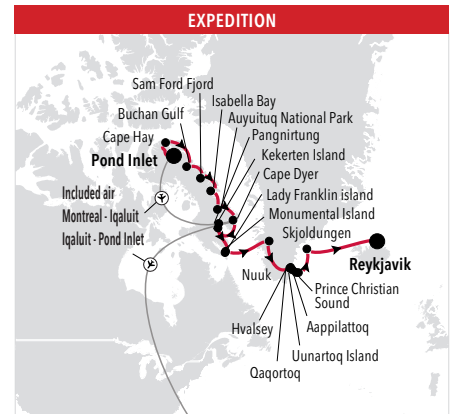 EXPEDITION
Sam Ford Fjord
Isabella Bay
Buchan Gulf
Auyuituq National Park
Cape Hay
Pangnirtung
Pond Inlet
Kekerten Island
Cape Dyer
Included air
Montreal - Iqaluit
Iqaluit - Pond Inlet
Lady Franklin island
Monumental Island
Skjoldungen
Reykjavik
Nuuk
Prince Christian
Sound
Hvalsey
Aappilattoq
Uunartoq Island
Qaqortoq